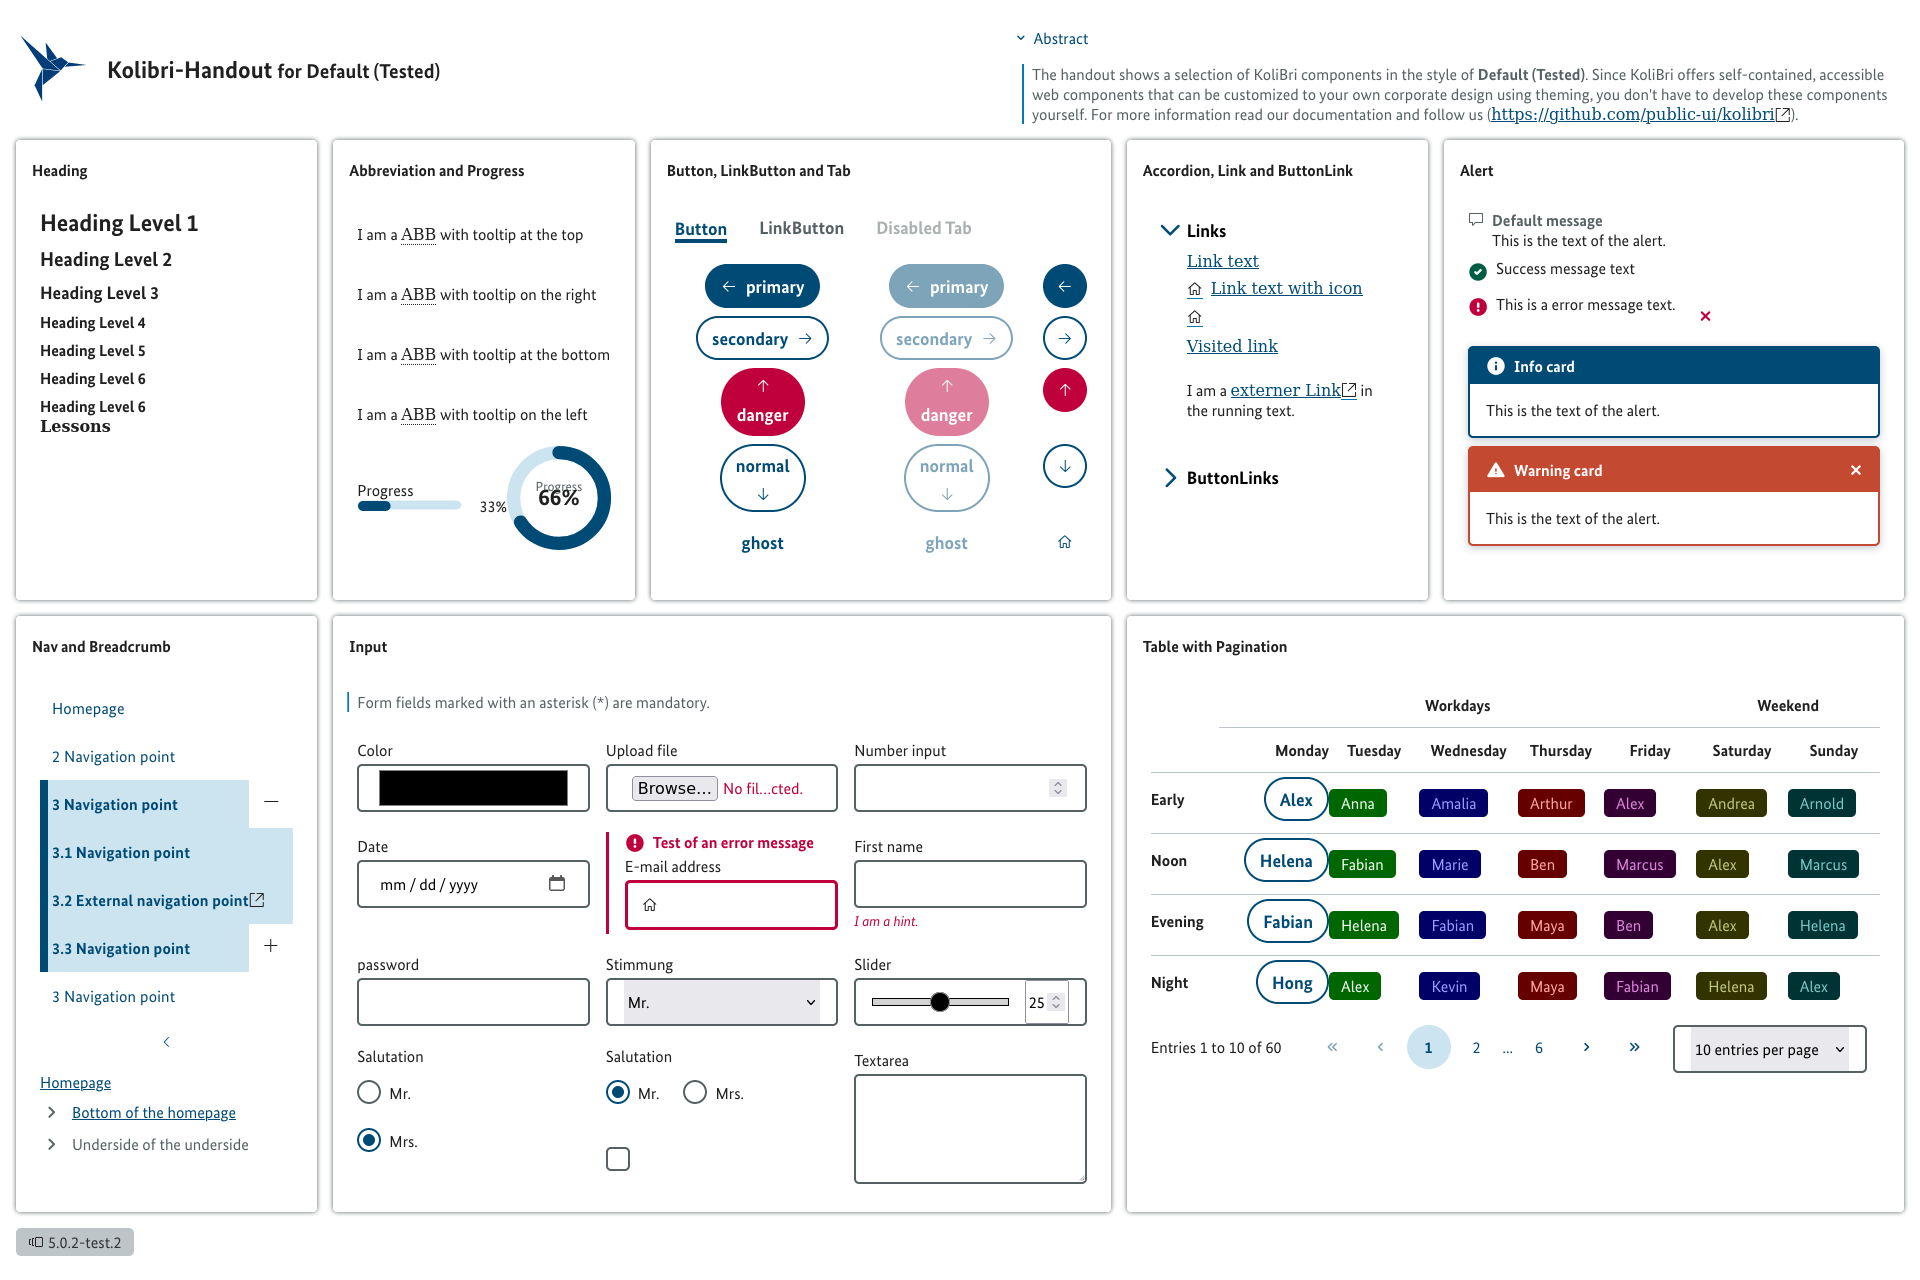 Kolibri-Handout for Default (Tested)
Abstract
The handout shows a selection of KoliBri components in the style of Default (Tested). Since KoliBri offers self-contained, accessible
web components that can be customized to your own corporate design using theming, you don't have to develop these components
yourself. For more information read our documentation and follow us (https://github.com/public-ui/kolibri).
Heading
Heading Level 1
Heading Level 2
Heading Level 3
Heading Level 4
Heading Level 5
Heading Level 6
Heading Level 6
Lessons
Abbreviation and Progress
I am a ABB with tooltip at the top
I am a ABB with tooltip on the right
I am a ABB with tooltip at the bottom
I am a ABB with tooltip on the left
Progress
33%
Progress
66%
Button, LinkButton and Tab
Button LinkButton Disabled Tab
primary primary
secondary secondary
danger danger
normal normal
ghost ghost
Accordion, Link and ButtonLink
Links
Link text
Link text with icon
Visited link
I am a externer Link in
the running text.
ButtonLinks
Alert
Default message
This is the text of the alert.
Success message text
This is a error message text.
Info card
This is the text of the alert.
Warning card
This is the text of the alert.
Nav and Breadcrumb
Homepage
2 Navigation point
3 Navigation point
3.1 Navigation point
3.2 External navigation point
3.3 Navigation point
3 Navigation point
Homepage
Bottom of the homepage
Underside of the underside
Input
Form fields marked with an asterisk (*) are mandatory.
Color
Upload file
Browse... No fil...cted.
Number input
Date
mm / dd / yyyy
Test of an error message
E-mail address
First name
I am a hint.
password
Stimmung
Mr.
Slider
25
Salutation
Mr.
Mrs.
Salutation
Mr. Mrs.
Textarea
Table with Pagination
Workdays Weekend
Monday Tuesday Wednesday Thursday Friday Saturday Sunday
Early Alex Anna Amalia Arthur Alex Andrea Arnold
Noon Helena Fabian Marie Ben Marcus Alex Marcus
Evening Fabian Helena Fabian Maya Ben Alex Helena
Night Hong Alex Kevin Maya Fabian Helena Alex
Entries 1 to 10 of 60 1 2 ... 6 10 entries per page
5.0.2-test.2